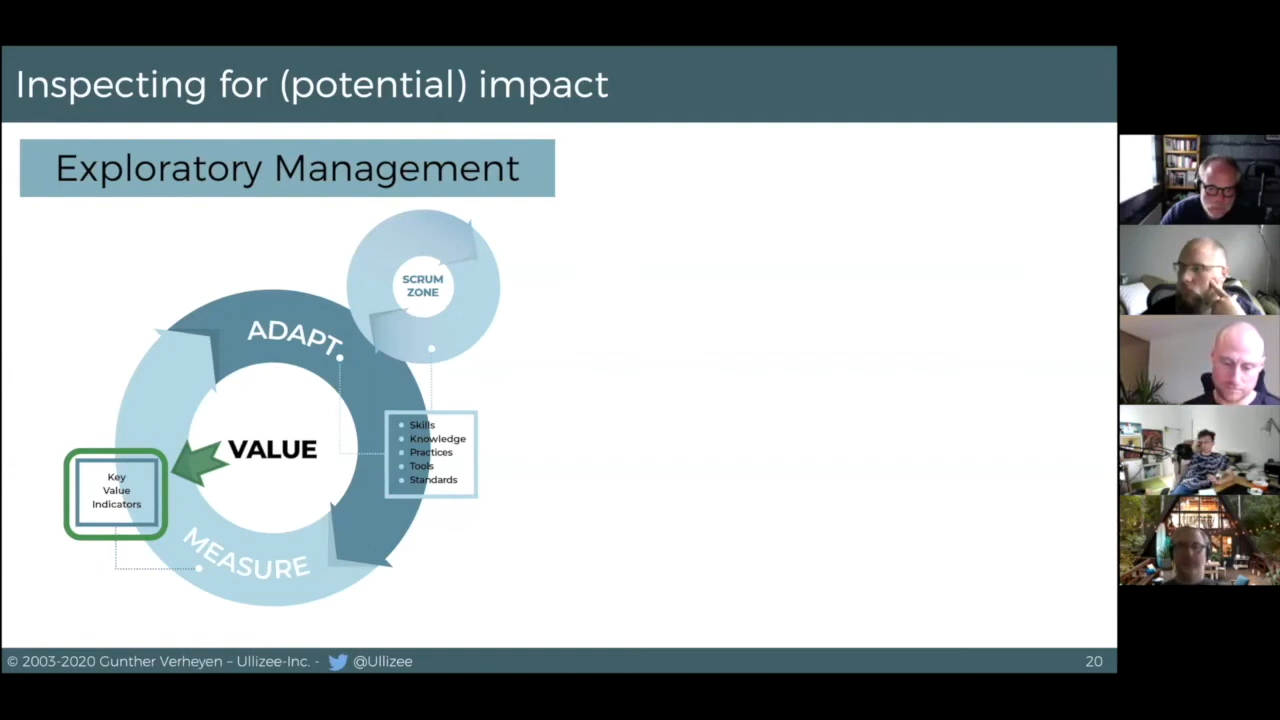 Inspecting for (potential) impact
Exploratory Management
SCRUM
ZONE
ADAPT
VALUE
Skills
Knowledge
Practices
Tools
Standards
Key
Value
Indicators
MEASURE
© 2003-2020 Gunther Verheyen – Ullizee-Inc. - @Ullizee
20